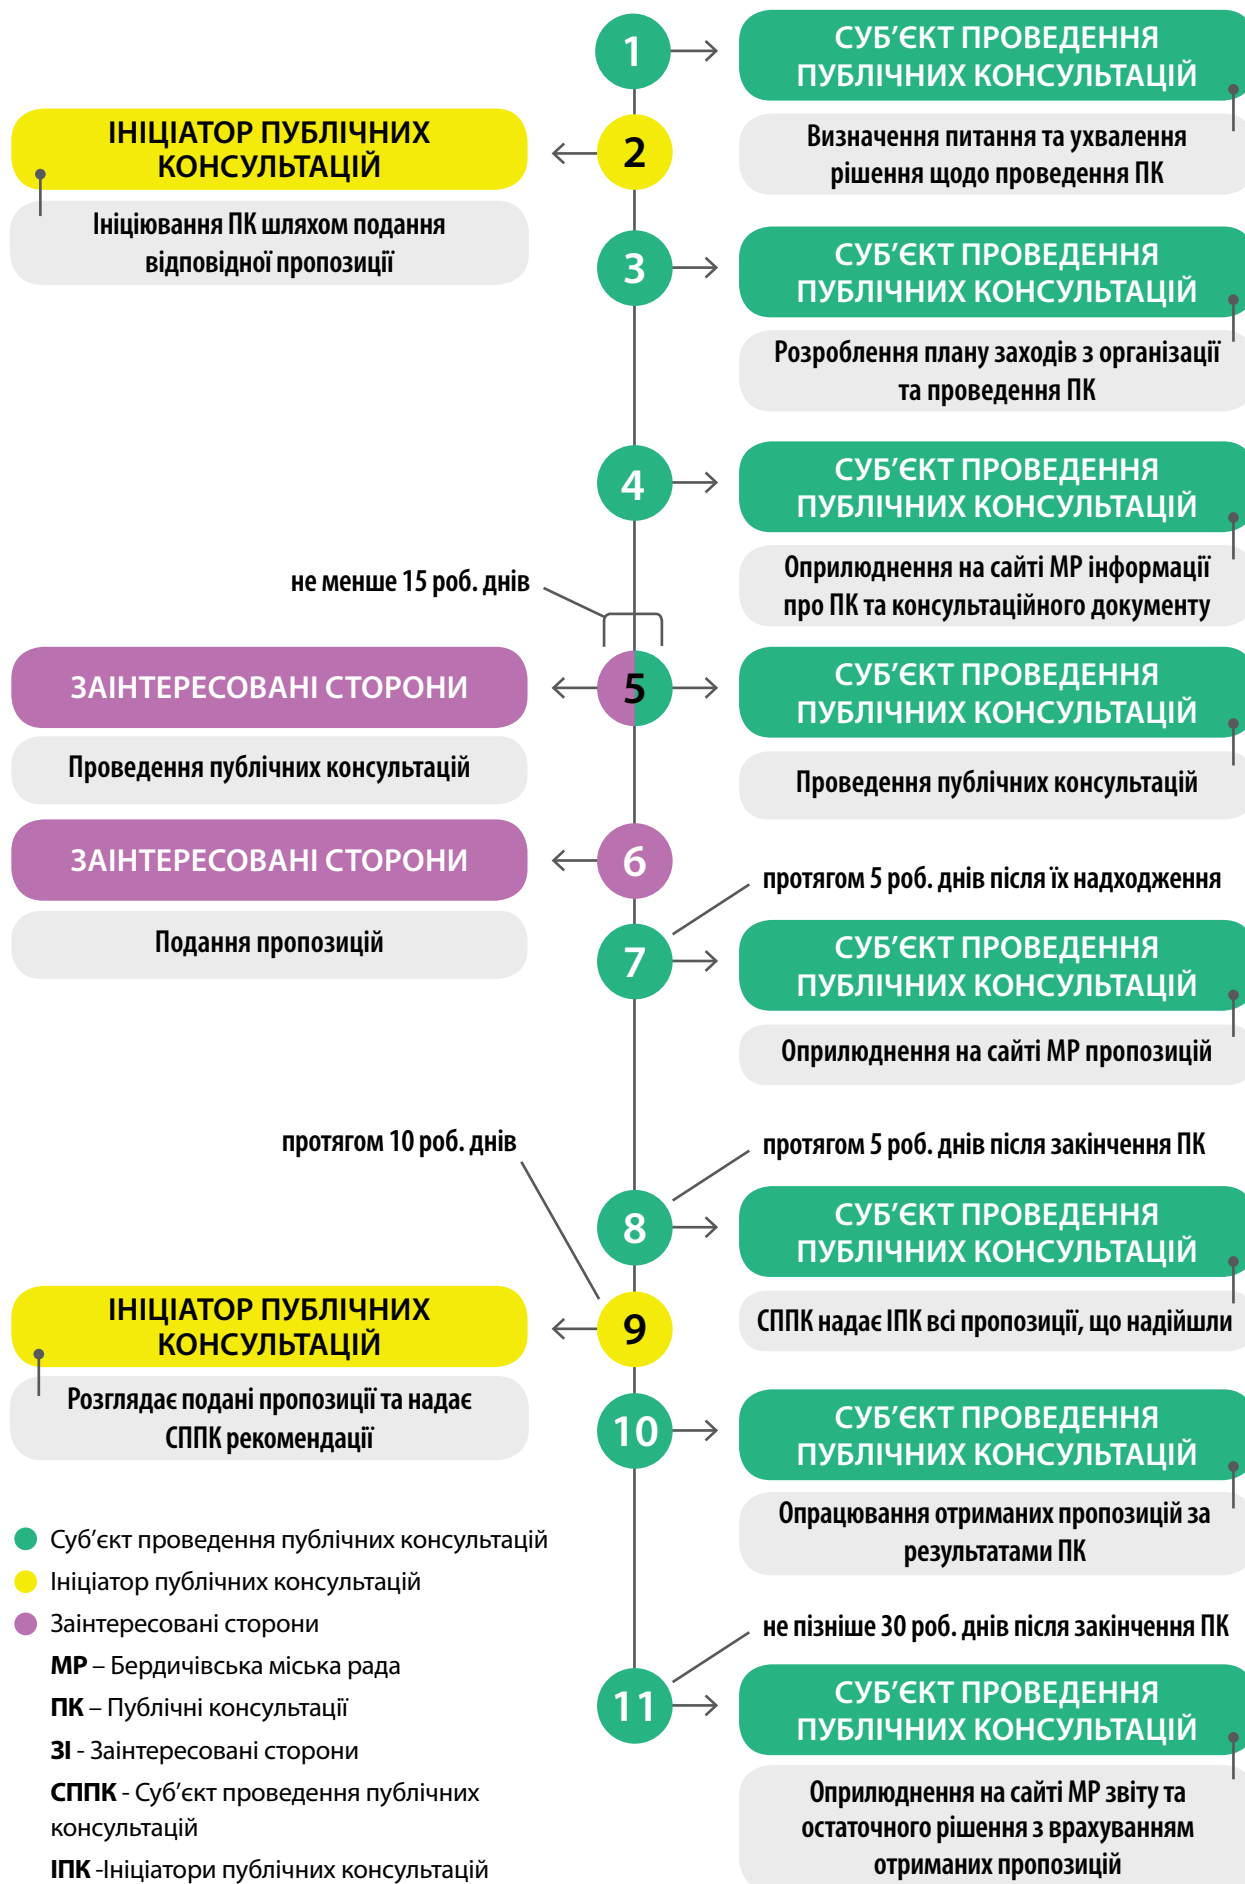 1
СУБ’ЄКТ ПРОВЕДЕННЯ
ПУБЛІЧНИХ КОНСУЛЬТАЦІЙ
Визначення питання та ухвалення
рішення щодо проведення ПК
ІНІЦІАТОР ПУБЛІЧНИХ
КОНСУЛЬТАЦІЙ
2
Ініціювання ПК шляхом подання
відповідної пропозиції
3
СУБ’ЄКТ ПРОВЕДЕННЯ
ПУБЛІЧНИХ КОНСУЛЬТАЦІЙ
Розроблення плану заходів з організації
та проведення ПК
4
СУБ’ЄКТ ПРОВЕДЕННЯ
ПУБЛІЧНИХ КОНСУЛЬТАЦІЙ
Оприлюднення на сайті МР інформації
про ПК та консультаційного документу
не менше 15 роб. днів
ЗАІНТЕРЕСОВАНІ СТОРОНИ
5
СУБ’ЄКТ ПРОВЕДЕННЯ
ПУБЛІЧНИХ КОНСУЛЬТАЦІЙ
Проведення публічних консультацій
Проведення публічних консультацій
ЗАІНТЕРЕСОВАНІ СТОРОНИ
6
Подання пропозицій
протягом 5 роб. днів після їх надходження
7
СУБ’ЄКТ ПРОВЕДЕННЯ
ПУБЛІЧНИХ КОНСУЛЬТАЦІЙ
Оприлюднення на сайті МР пропозицій
протягом 10 роб. днів
протягом 5 роб. днів після закінчення ПК
8
СУБ’ЄКТ ПРОВЕДЕННЯ
ПУБЛІЧНИХ КОНСУЛЬТАЦІЙ
СППК надає ІПК всі пропозиції, що надійшли
ІНІЦІАТОР ПУБЛІЧНИХ
КОНСУЛЬТАЦІЙ
9
Розглядає подані пропозиції та надає
СППК рекомендації
10
СУБ’ЄКТ ПРОВЕДЕННЯ
ПУБЛІЧНИХ КОНСУЛЬТАЦІЙ
Опрацювання отриманих пропозицій за
результатами ПК
не пізніше 30 роб. днів після закінчення ПК
11
СУБ’ЄКТ ПРОВЕДЕННЯ
ПУБЛІЧНИХ КОНСУЛЬТАЦІЙ
Оприлюднення на сайті МР звіту та
остаточного рішення з врахуванням
отриманих пропозицій
Суб’єкт проведення публічних консультацій
Ініціатор публічних консультацій
Заінтересовані сторони
МР – Бердичівська міська рада
ПК – Публічні консультації
ЗІ - Заінтересовані сторони
СППК - Суб’єкт проведення публічних
консультацій
ІПК -Ініціатори публічних консультацій